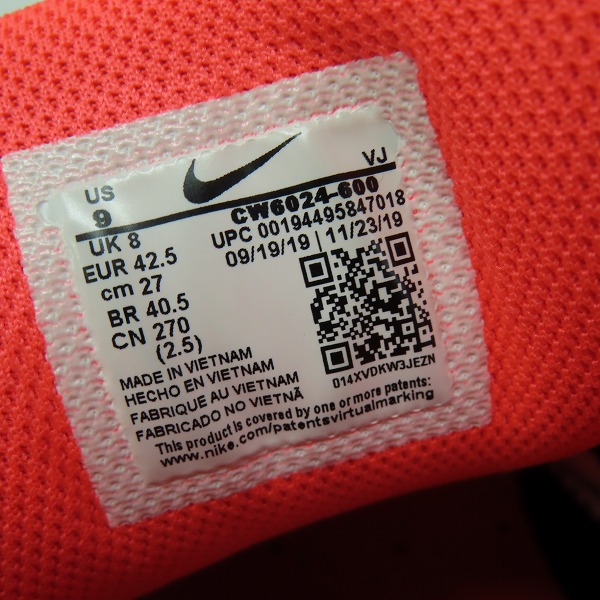 US
9
VJ
CW6024-600
UPC 00194495847018
09/19/19 | 11/23/19
UK 8
EUR 42.5
cm 27
BR 40.5
CN 270
(2.5)
014XVDKW3JEZN
MADE IN VIETNAM
HECHO EN VIETNAM
FABRIQUE AU VIETNAM
FABRICADO NO VIETNÃ
This product is covered by one or more patents:
www.nike.com/patentsvirtualmarking